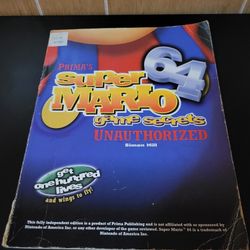 PRIMA'S
SUPER
MARIO
64
game secrets
UNAUTHORIZED
Simon Hill
get
one hundred
lives
and wings to fly!
This fully independent edition is a product of Prima Publishing and is not affiliated with or sponsored by
Nintendo of America Inc. or any other developer of the game reviewed. Super Mario 64 is a trademark of
Nintendo of America Inc.